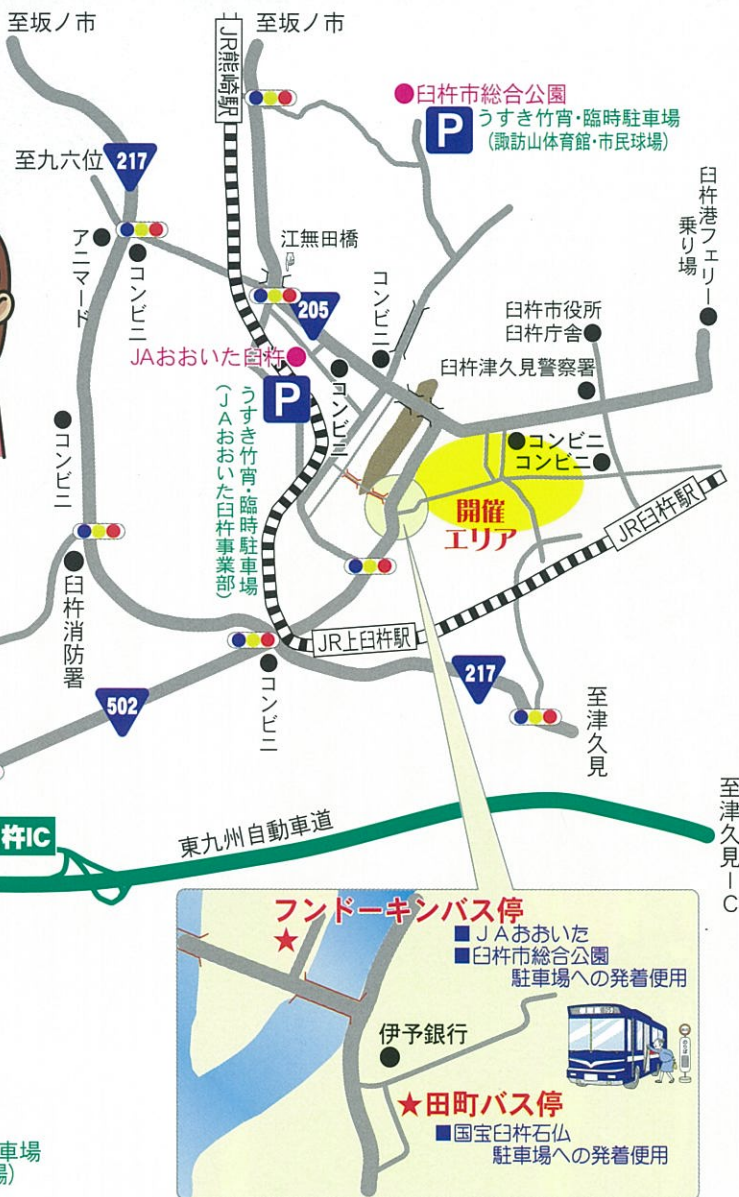 至坂ノ市
至坂ノ市
JR熊崎駅
臼杵市総合公園
P
うすき竹宵・臨時駐車場
(諏訪山体育館・市民球場)
至九六位
217
アニマード
コンビニ
江無田橋
205
コンビニ
臼杵港フェリー
乗り場
臼杵市役所
臼杵庁舎
臼杵津久見警察署
JAおおいた臼杵
P
コンビニ
うすき竹宵・臨時駐車場
(JAおおいた臼杵事業部)
コンビニ
コンビニ
コンビニ
開催
エリア
JR臼杵駅
臼杵消防署
JR上臼杵駅
コンビニ
502
217
至津久見
杵IC
東九州自動車道
至津久見IC
フンドーキンバス停
★
■JAおおいた
■臼杵市総合公園
駐車場への発着便用
伊予銀行
★田町バス停
■国宝臼杵石仏
駐車場への発着便用
車場
場)